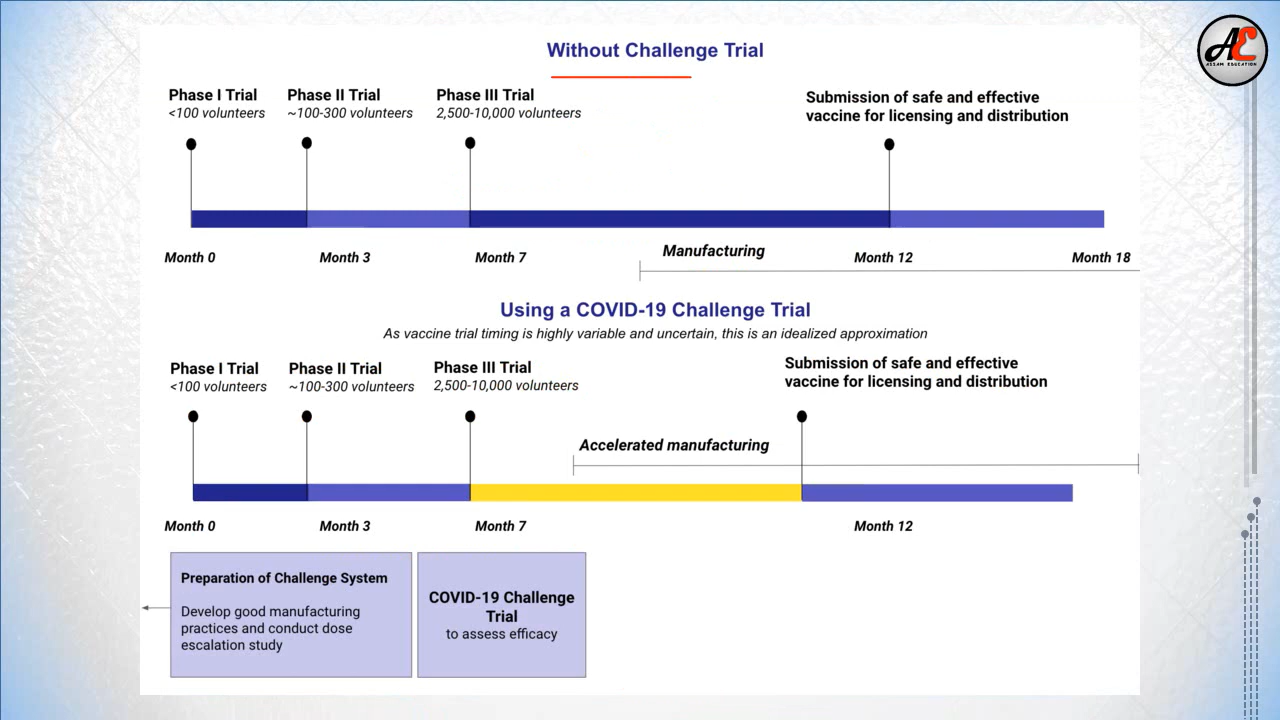 Without Challenge Trial
Phase I Trial
<100 volunteers
Phase II Trial
~100-300 volunteers
Phase III Trial
2,500-10,000 volunteers
Submission of safe and effective
vaccine for licensing and distribution
Month 0
Month 3
Month 7
Manufacturing
Month 12
Month 18
Using a COVID-19 Challenge Trial
As vaccine trial timing is highly variable and uncertain, this is an idealized approximation
Phase I Trial
<100 volunteers
Phase II Trial
~100-300 volunteers
Phase III Trial
2,500-10,000 volunteers
Submission of safe and effective
vaccine for licensing and distribution
Accelerated manufacturing
Month 0
Month 3
Month 7
Month 12
Preparation of Challenge System
Develop good manufacturing
practices and conduct dose
escalation study
COVID-19 Challenge
Trial
to assess efficacy
AE
ASSAM EDUCATION